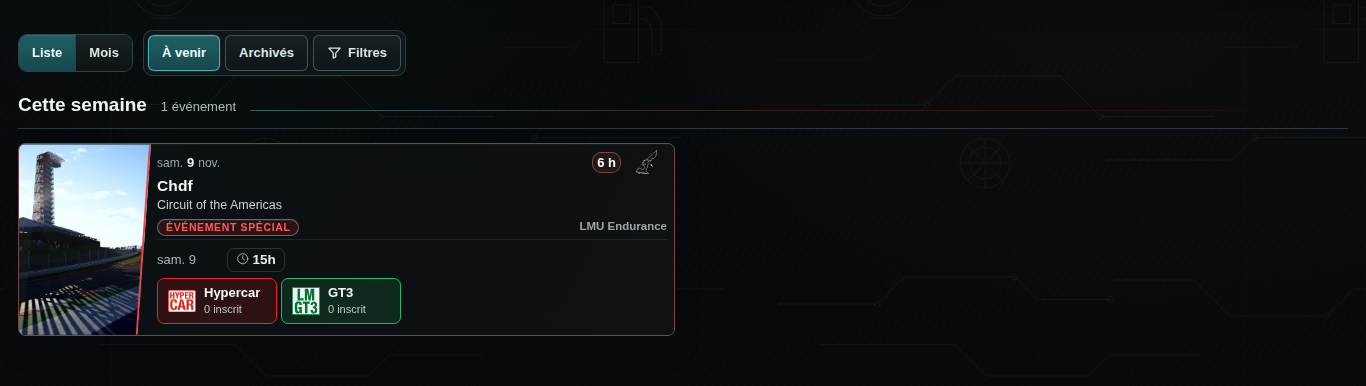 Liste Mois À venir Archivés Filtres
Cette semaine 1 événement
sam. 9 nov. 6 h
Chdf
Circuit of the Americas
ÉVÉNEMENT SPÉCIAL LMU Endurance
sam. 9 15h
HYPER CAR Hypercar 0 inscrit
LM GT3 GT3 0 inscrit